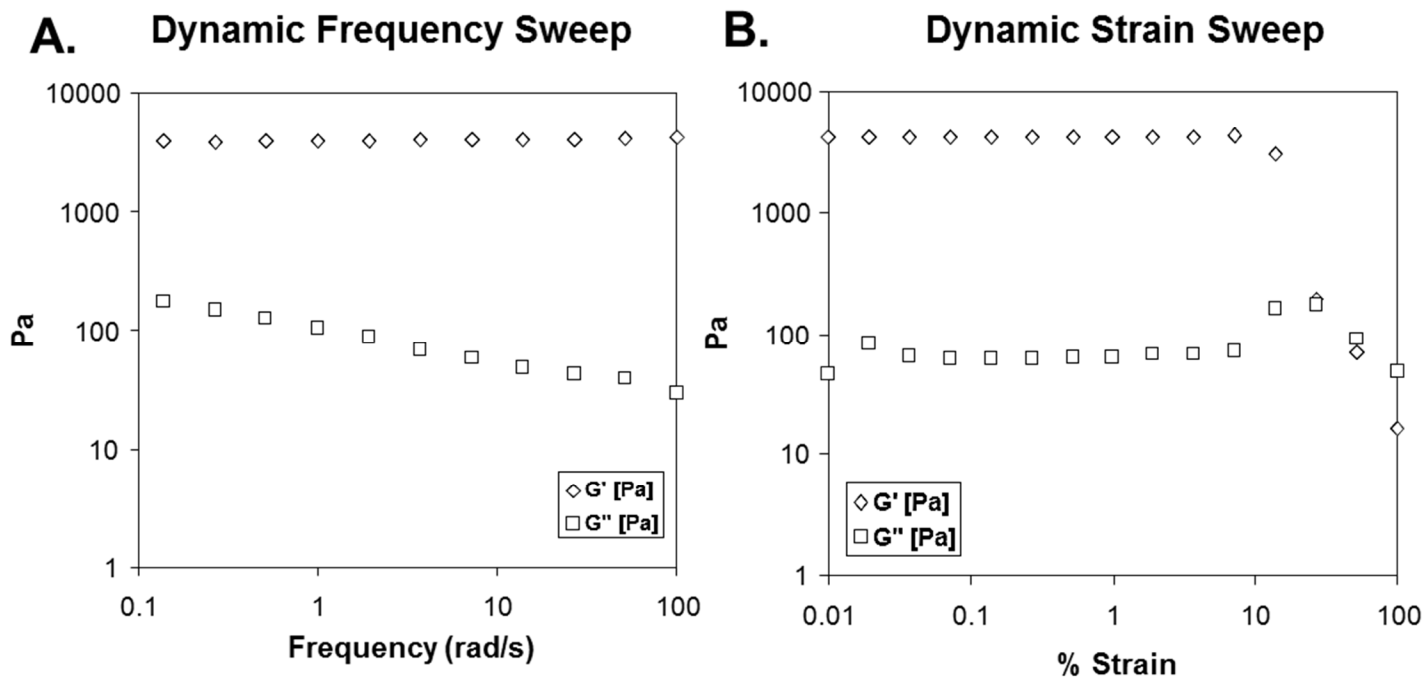 A.
Dynamic Frequency Sweep
10000
1000
100
10
1
Pa
0.1
1
10
100
Frequency (rad/s)
G' [Pa]
G" [Pa]
B.
Dynamic Strain Sweep
10000
1000
100
10
1
Pa
0.01
0.1
1
10
100
% Strain
G' [Pa]
G" [Pa]